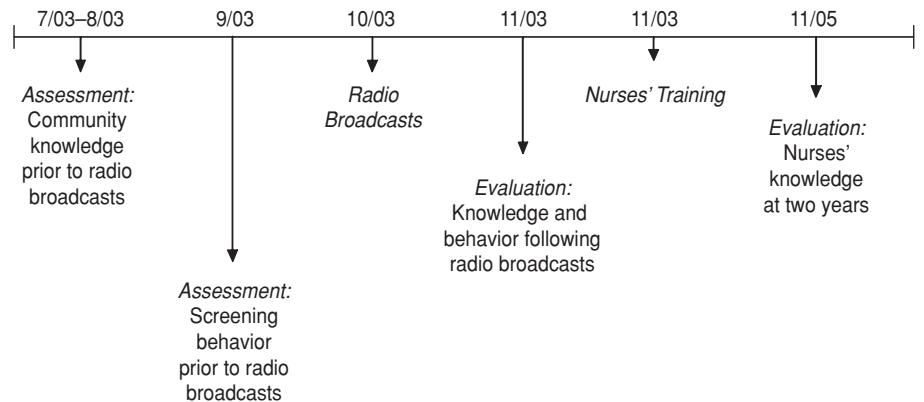 7/03–8/03 9/03 10/03 11/03 11/03 11/05
Assessment:
Community
knowledge
prior to radio
broadcasts
Assessment:
Screening
behavior
prior to radio
broadcasts
Radio
Broadcasts
Evaluation:
Knowledge and
behavior following
radio broadcasts
Nurses' Training
Evaluation:
Nurses'
knowledge
at two years